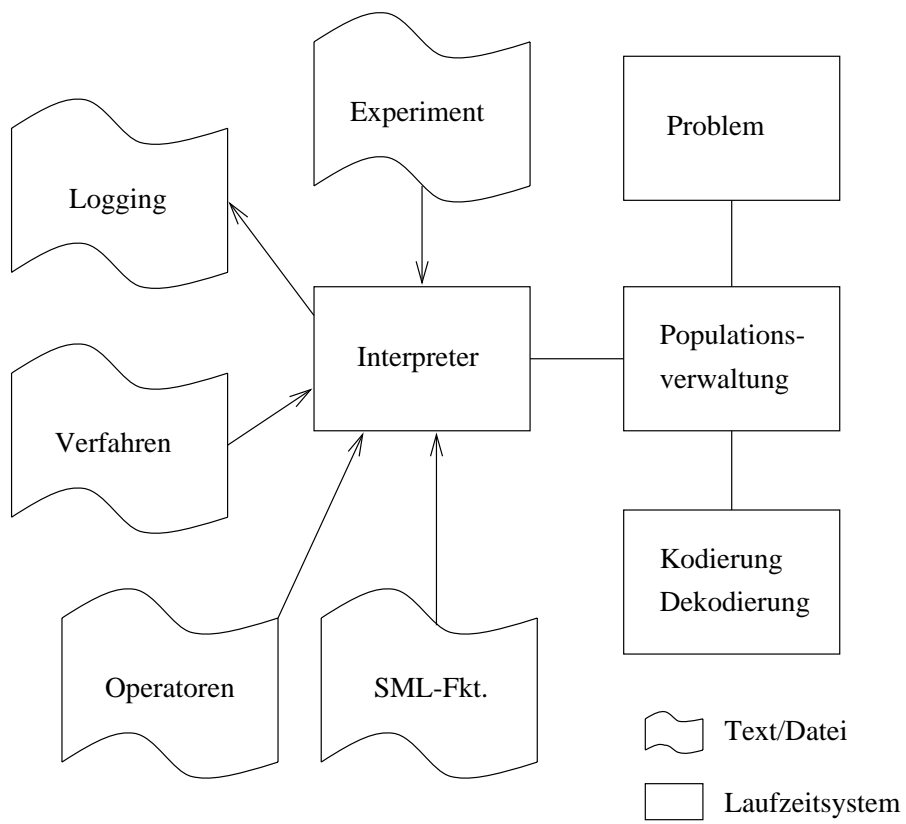 Experiment
Problem
Logging
Interpreter
Populations-
verwaltung
Verfahren
Kodierung
Dekodierung
Operatoren
SML-Fkt.
Text/Datei
Laufzeitsystem